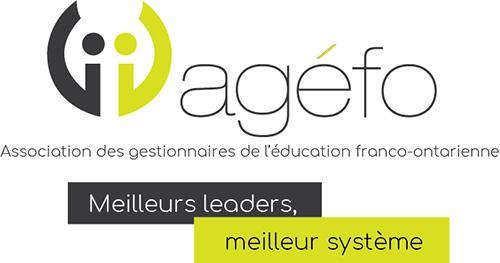 agéfo
Association des gestionnaires de l'éducation franco-ontarienne
Meilleurs leaders,
meilleur système